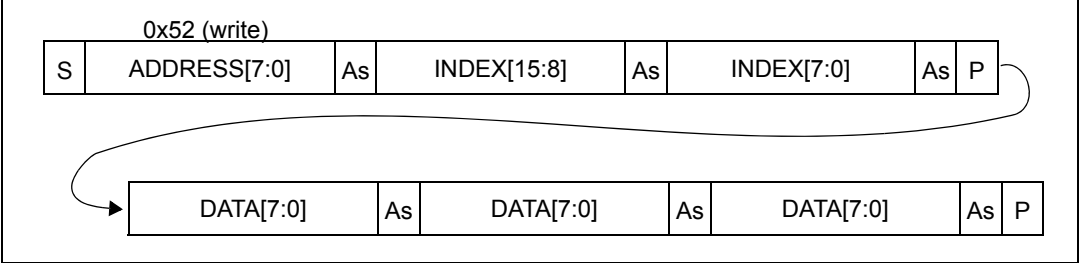 0x52 (write)
S ADDRESS[7:0] As INDEX[15:8] As INDEX[7:0] As P
DATA[7:0] As DATA[7:0] As DATA[7:0] As P